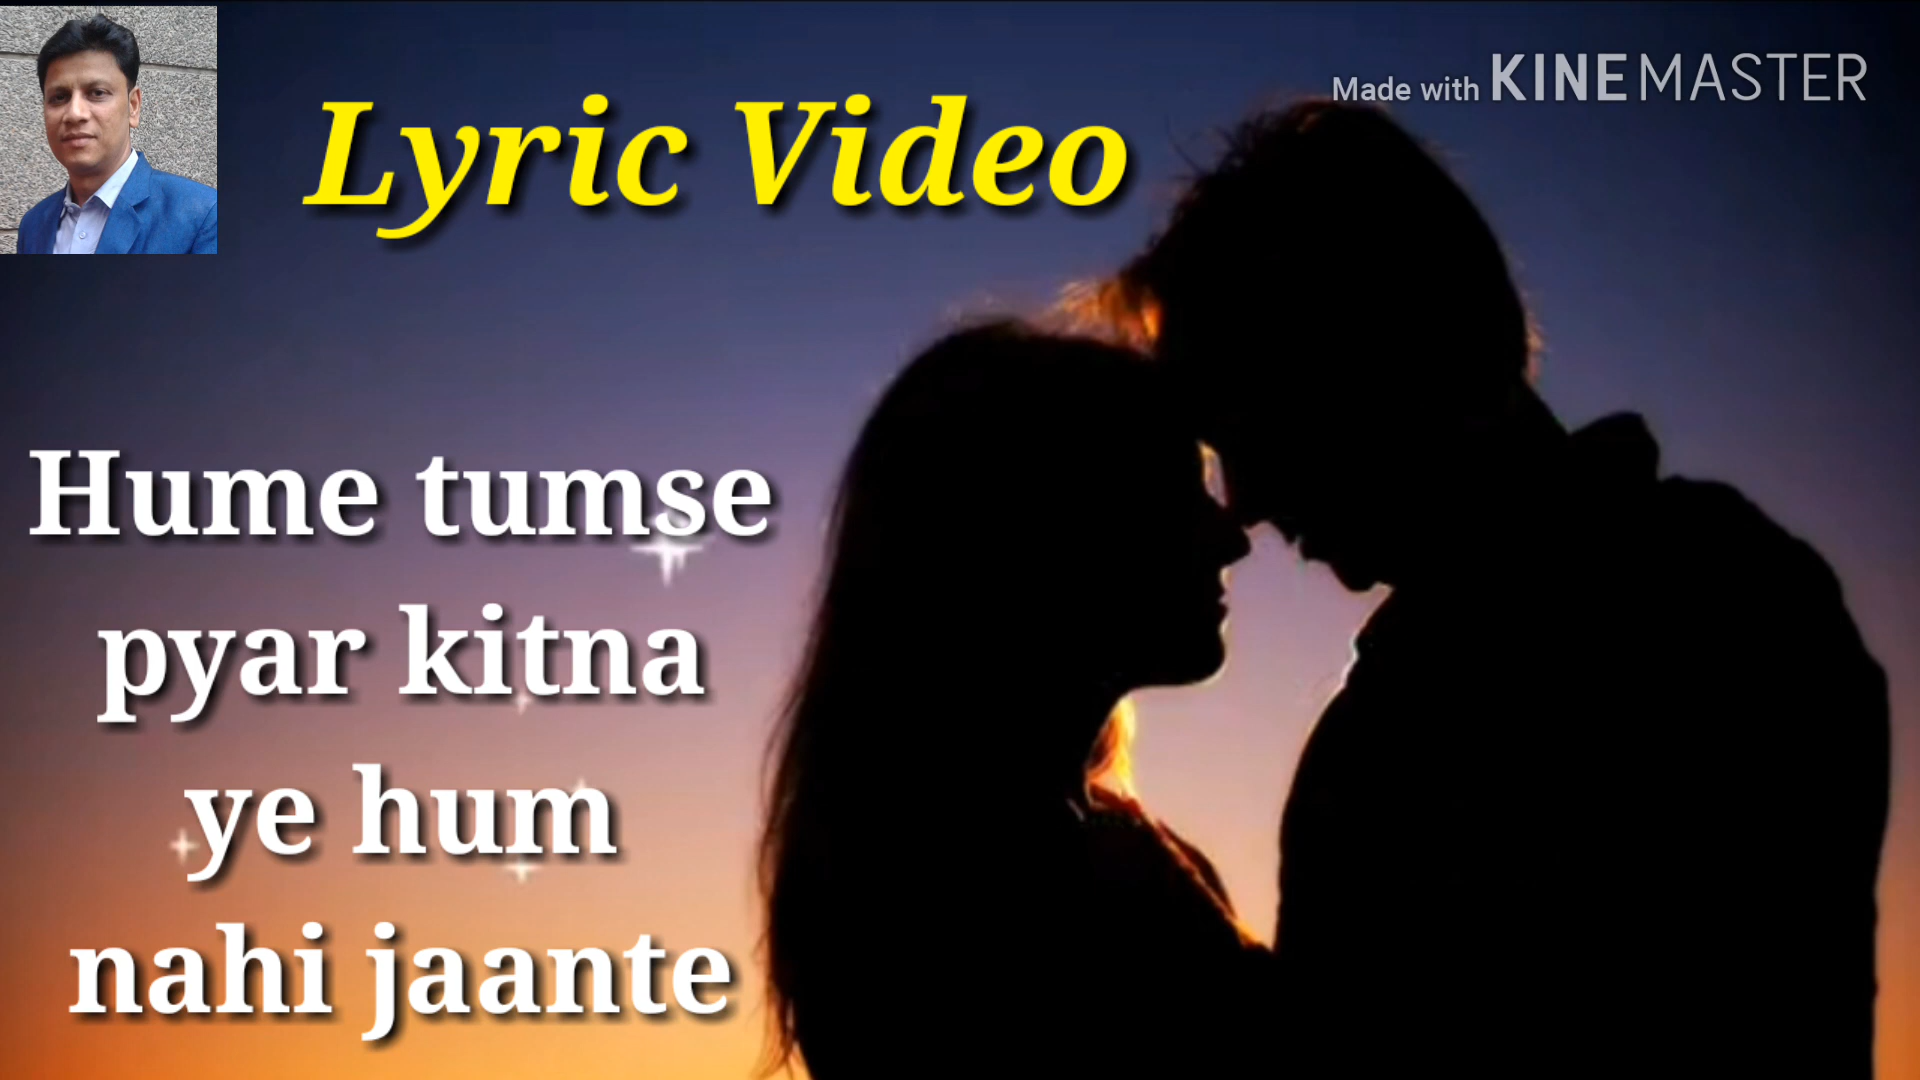 Made with KINEMASTER
Lyric Video
Hume tumse
pyar kitna
ye hum
nahi jaante